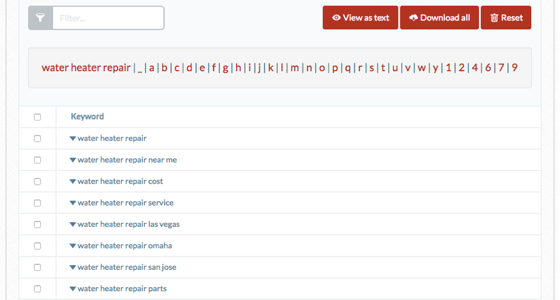 Filter...
View as text
Download all
Reset
water heater repair | _ | a | b | c | d | e | f | g | h | i | j | k | l | m | n | o | p | q | r | s | t | u | v | w | y | 1 | 2 | 4 | 6 | 7 | 9
Keyword
water heater repair
water heater repair near me
water heater repair cost
water heater repair service
water heater repair las vegas
water heater repair omaha
water heater repair san jose
water heater repair parts